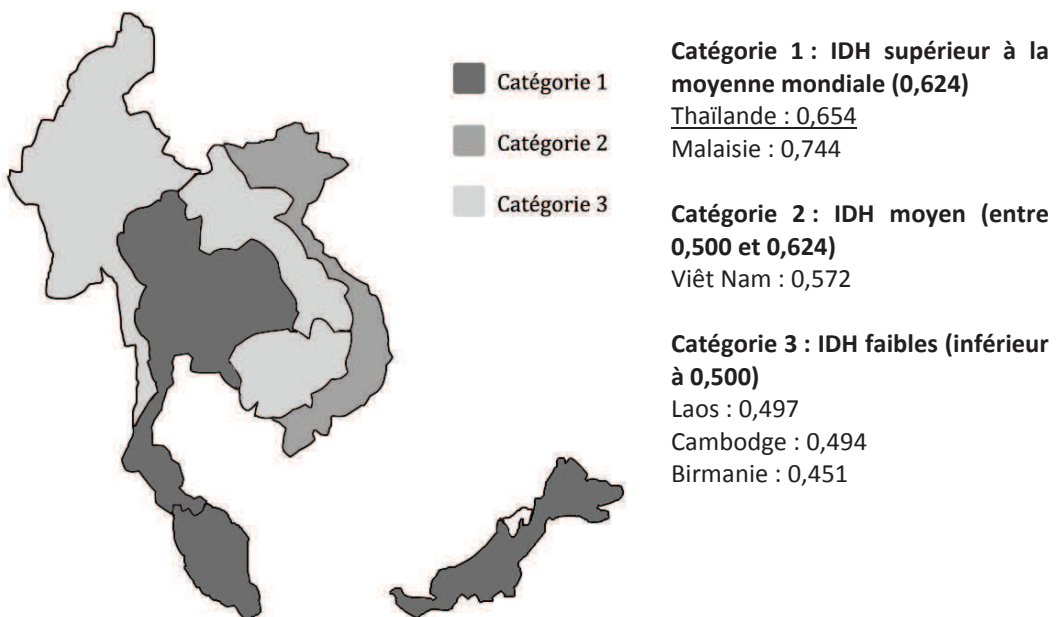 Catégorie 1
Catégorie 2
Catégorie 3
Catégorie 1 : IDH supérieur à la
moyenne mondiale (0,624)
Thaïlande : 0,654
Malaisie : 0,744
Catégorie 2 : IDH moyen (entre
0,500 et 0,624)
Viêt Nam : 0,572
Catégorie 3 : IDH faibles (inférieur
à 0,500)
Laos : 0,497
Cambodge : 0,494
Birmanie : 0,451